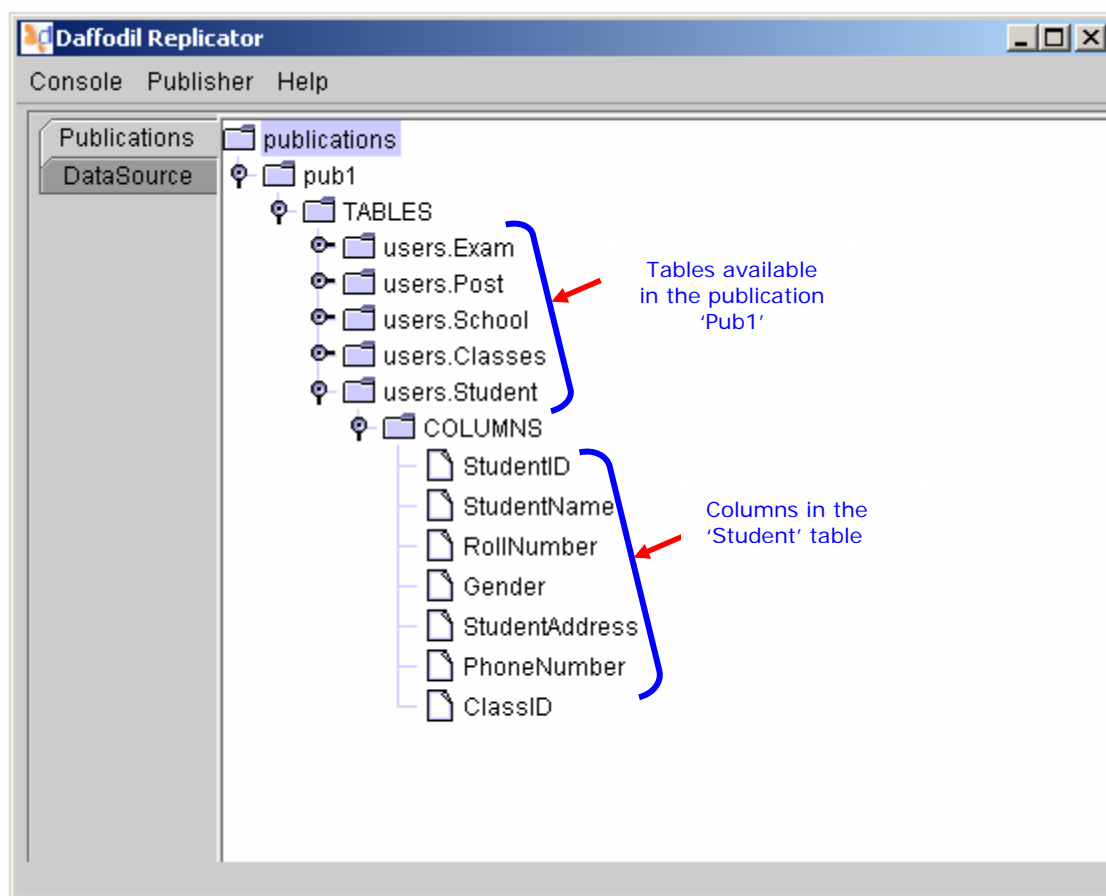 Daffodil Replicator
Console Publisher Help
Publications
DataSource
publications
pub1
TABLES
users.Exam
users.Post
users.School
users.Classes
users.Student
COLUMNS
StudentID
StudentName
RollNumber
Gender
StudentAddress
PhoneNumber
ClassID
Tables available
in the publication
‘Pub1’
Columns in the
‘Student’ table